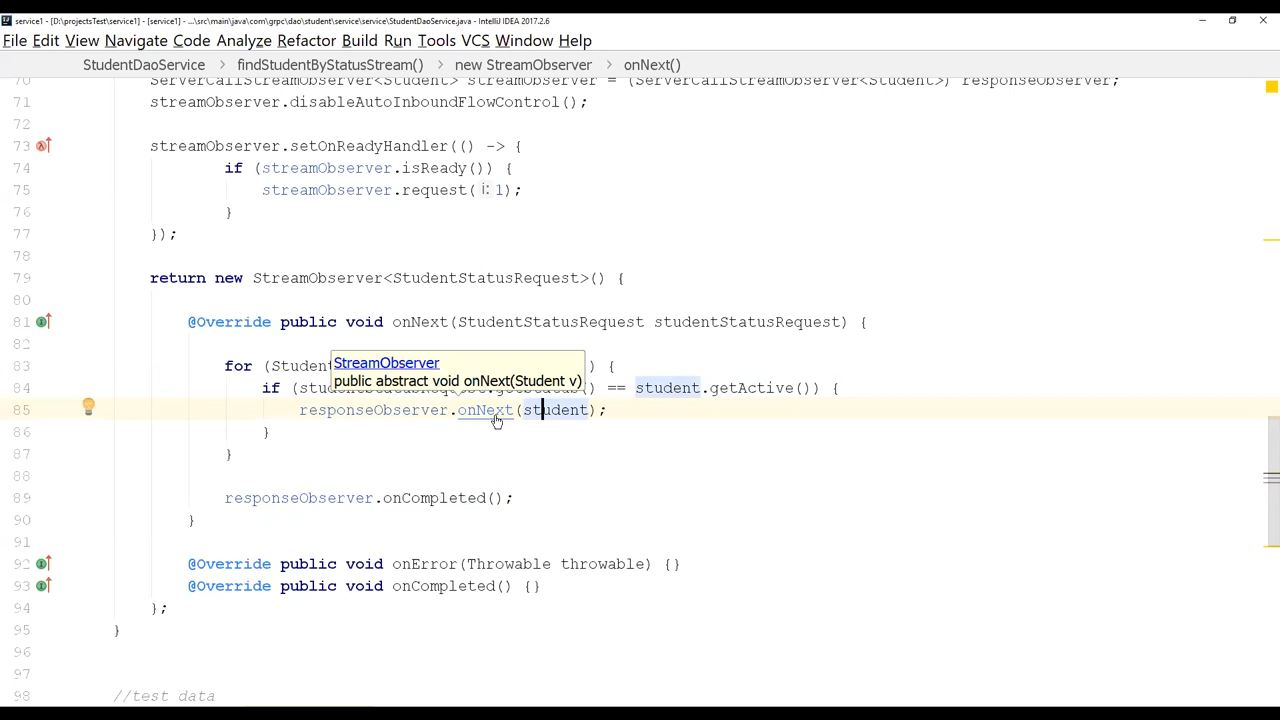 service1 - [D:\projectsTest\service1] - [service1] - ...\src\main\java\com\grpc\dao\student\service\service\StudentDaoService.java - IntelliJ IDEA 2017.2.6
File Edit View Navigate Code Analyze Refactor Build Run Tools VCS Window Help
StudentDaoService findStudentByStatusStream() new StreamObserver onNext()
70 ServerCallStreamObserver<Student> streamObserver = (ServerCallStreamObserver<Student>) responseObserver;
71 streamObserver.disableAutoInboundFlowControl();
72
73 streamObserver.setOnReadyHandler(() -> {
74 if (streamObserver.isReady()) {
75 streamObserver.request( i: 1);
76 }
77 });
78
79 return new StreamObserver<StudentStatusRequest>() {
80
81 @Override public void onNext(StudentStatusRequest studentStatusRequest) {
82
StreamObserver
83 for (Student ) {
public abstract void onNext(Student v)
84 if ( == student.getActive()) {
85 responseObserver.onNext(student);
86 }
87 }
88
89 responseObserver.onCompleted();
90 }
91
92 @Override public void onError(Throwable throwable) {}
93 @Override public void onCompleted() {}
94 };
95 }
96
97
98 //test data